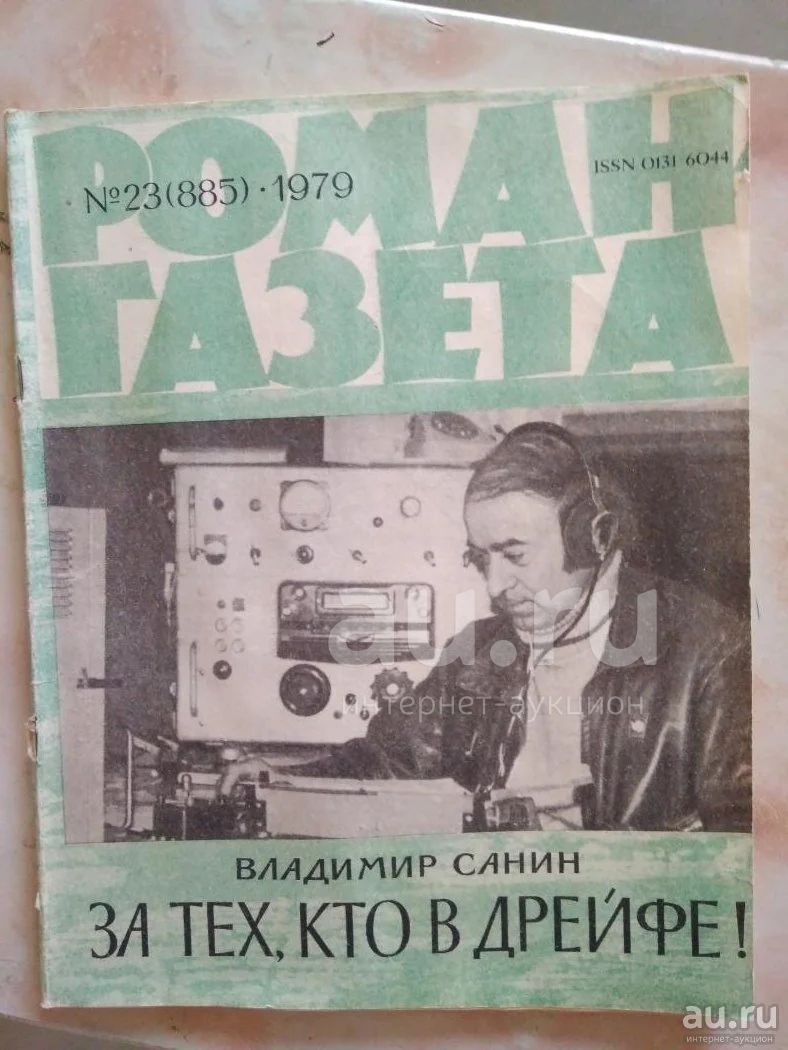 РОМАН
№23(885)·1979
ISSN 0131 6044
ГАЗЕТА
au.ru
интернет-аукцион
ВЛАДИМИР САНИН
ЗА ТЕХ, КТО В ДРЕЙФЕ!
au.ru
интернет-аукцион